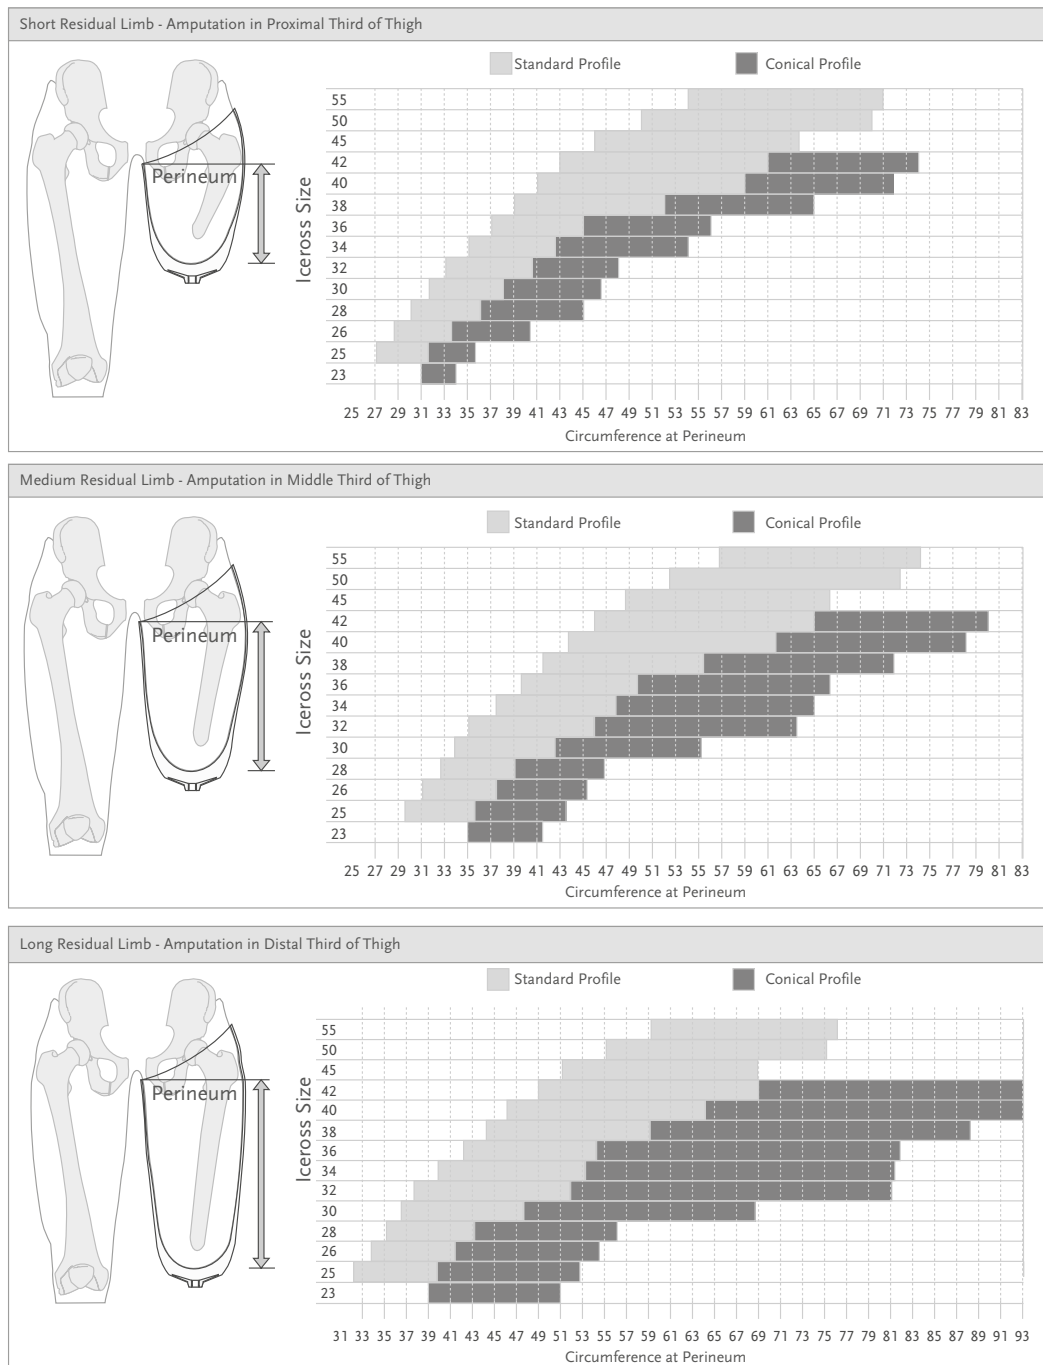 Short Residual Limb - Amputation in Proximal Third of Thigh
Standard Profile
Conical Profile
Perineum
Iceross Size
55
50
45
42
40
38
36
34
32
30
28
26
25
23
25 27 29 31 33 35 37 39 41 43 45 47 49 51 53 55 57 59 61 63 65 67 69 71 73 75 77 79 81 83
Circumference at Perineum
Medium Residual Limb - Amputation in Middle Third of Thigh
Standard Profile
Conical Profile
Perineum
Iceross Size
55
50
45
42
40
38
36
34
32
30
28
26
25
23
25 27 29 31 33 35 37 39 41 43 45 47 49 51 53 55 57 59 61 63 65 67 69 71 73 75 77 79 81 83
Circumference at Perineum
Long Residual Limb - Amputation in Distal Third of Thigh
Standard Profile
Conical Profile
Perineum
Iceross Size
55
50
45
42
40
38
36
34
32
30
28
26
25
23
31 33 35 37 39 41 43 45 47 49 51 53 55 57 59 61 63 65 67 69 71 73 75 77 79 81 83 85 87 89 91 93
Circumference at Perineum